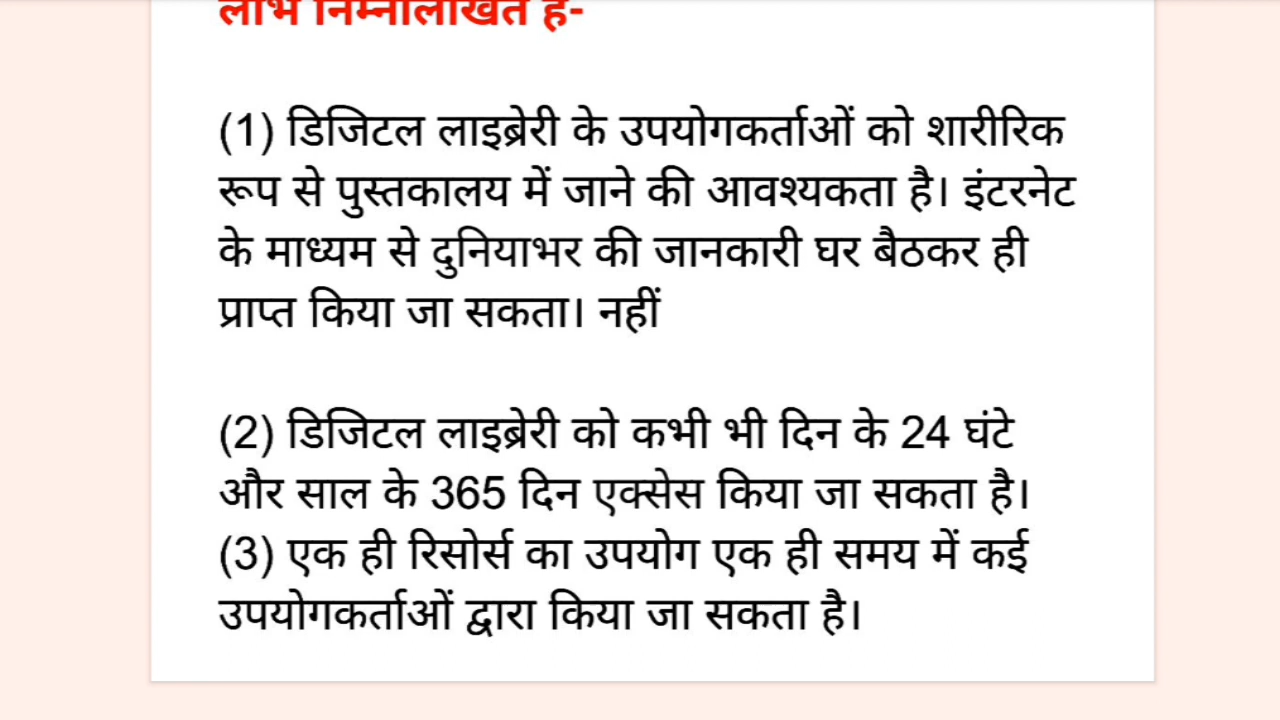 लाभ निम्नलिखित है-
(1) डिजिटल लाइब्रेरी के उपयोगकर्ताओं को शारीरिक
रूप से पुस्तकालय में जाने की आवश्यकता है। इंटरनेट
के माध्यम से दुनियाभर की जानकारी घर बैठकर ही
प्राप्त किया जा सकता। नहीं
(2) डिजिटल लाइब्रेरी को कभी भी दिन के 24 घंटे
और साल के 365 दिन एक्सेस किया जा सकता है।
(3) एक ही रिसोर्स का उपयोग एक ही समय में कई
उपयोगकर्ताओं द्वारा किया जा सकता है।